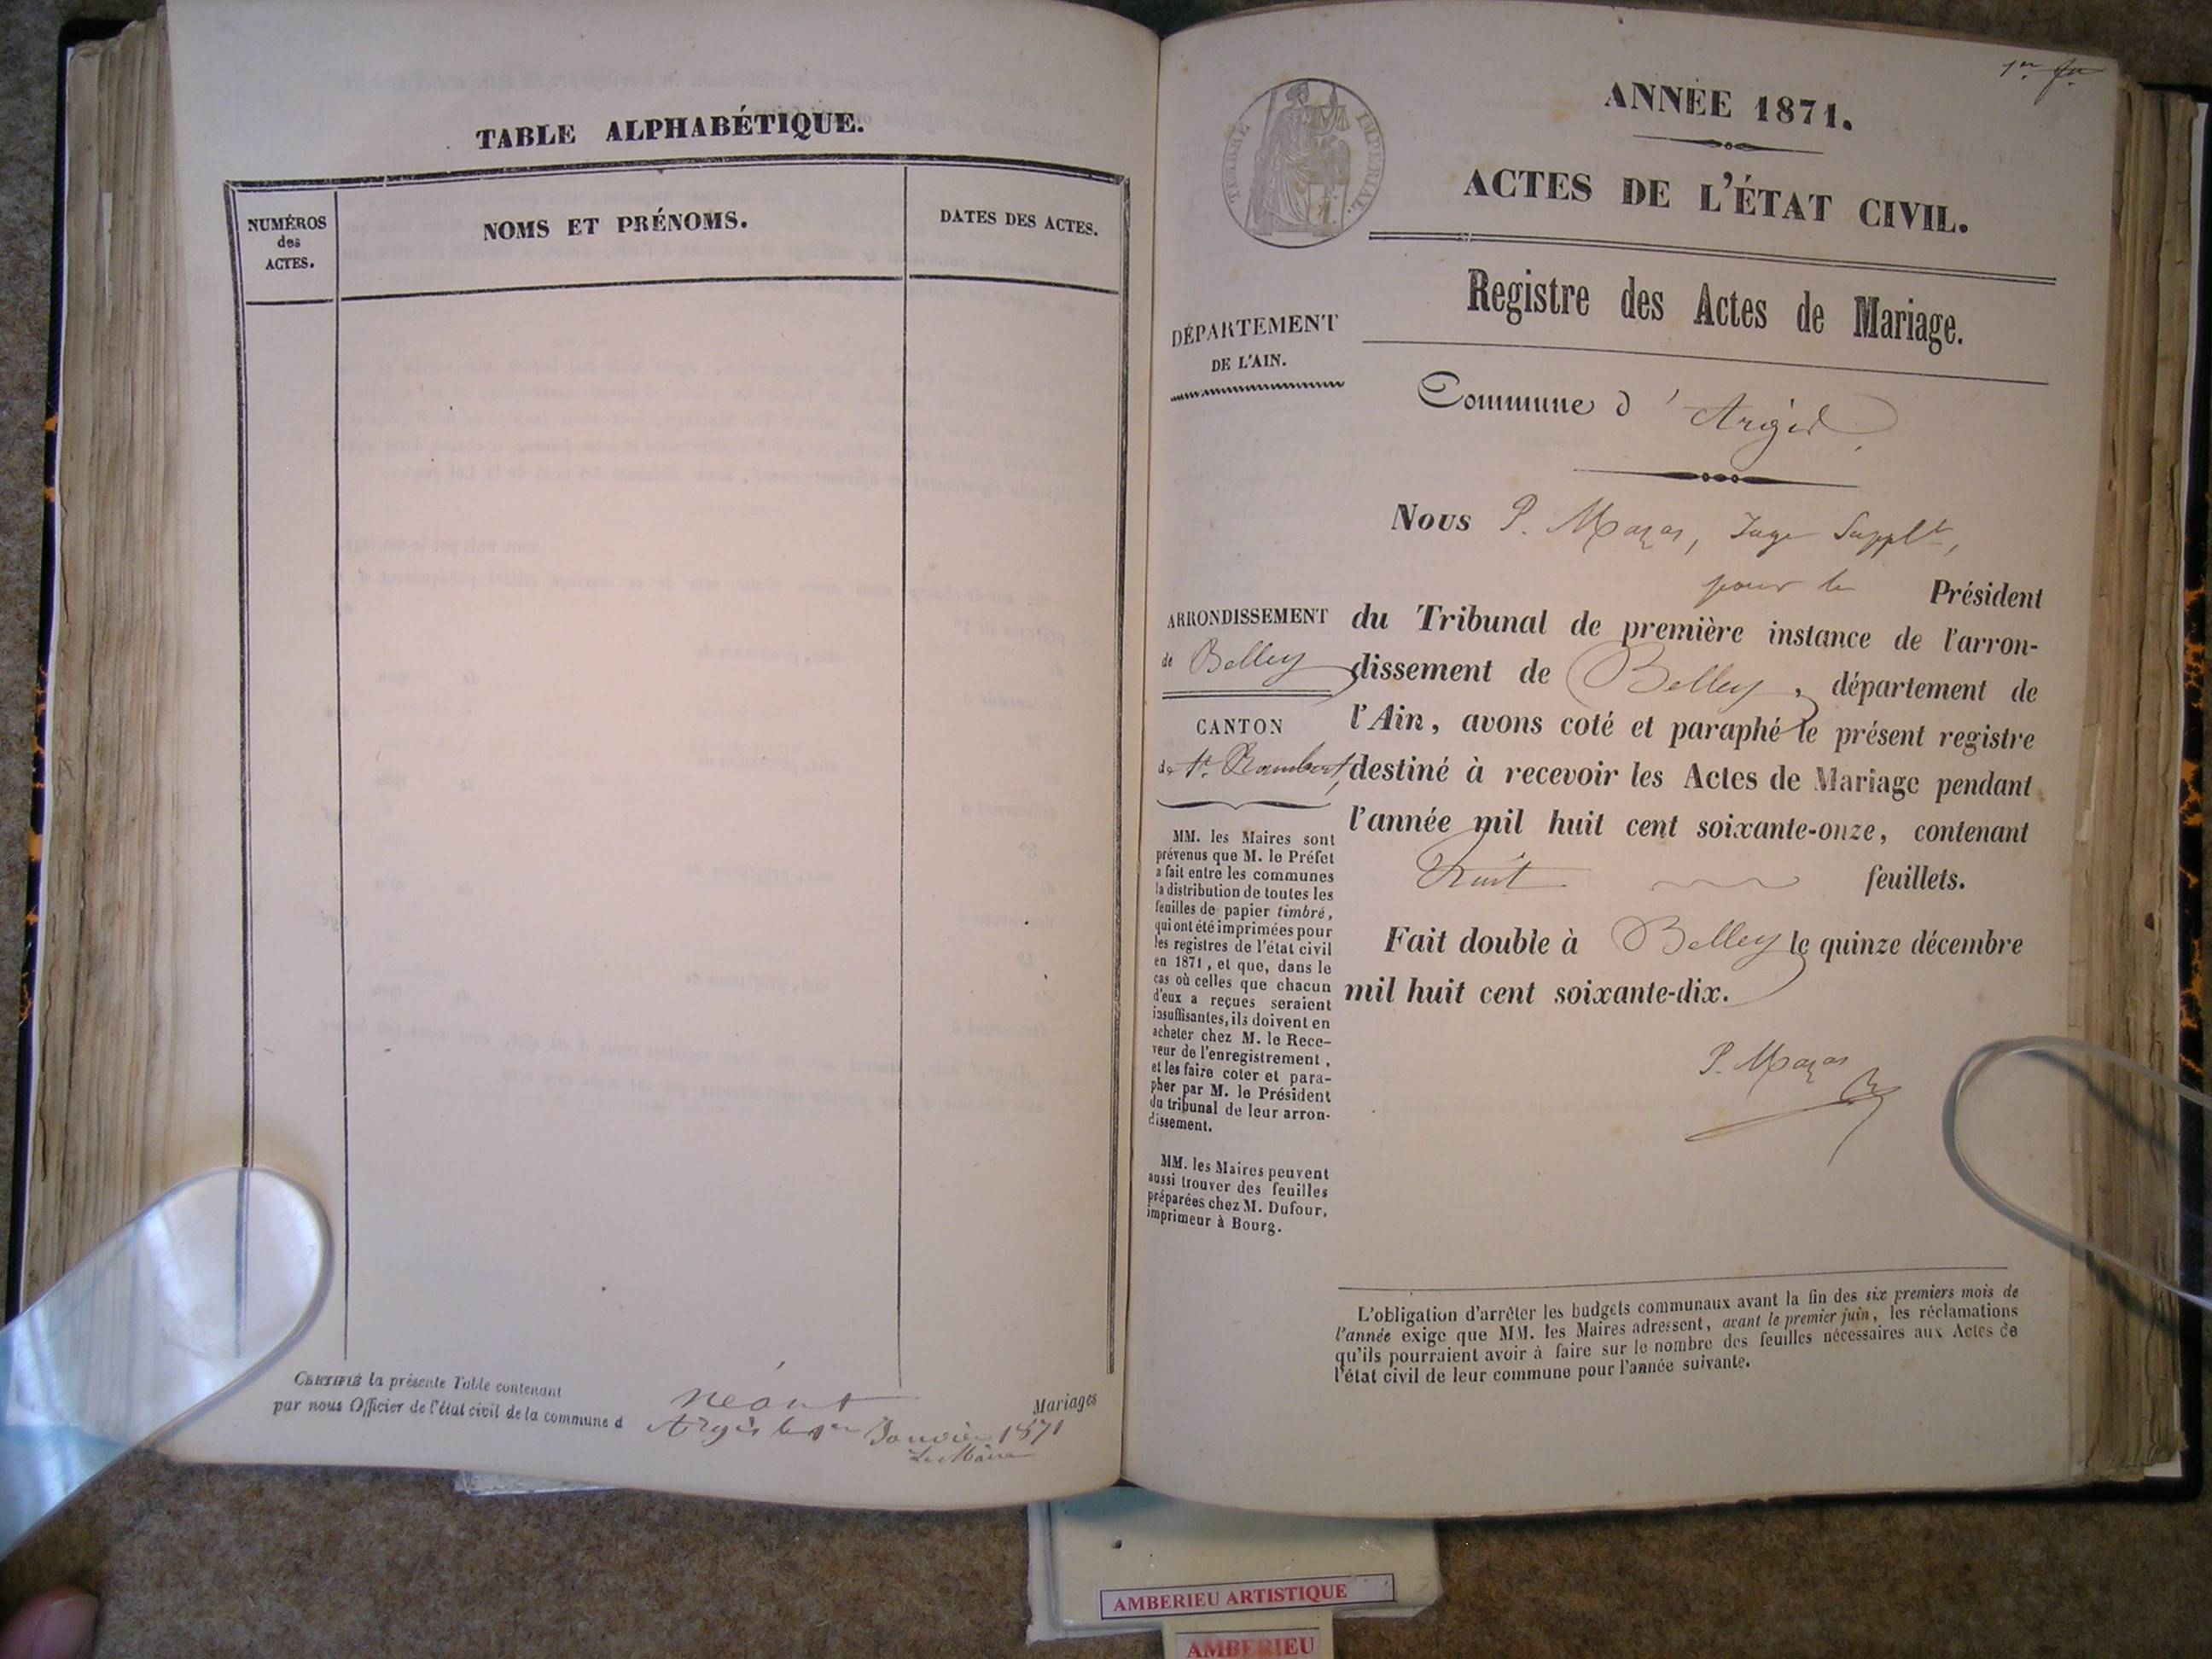 TABLE ALPHABÉTIQUE.
NUMÉROS
des
ACTES.
NOMS ET PRÉNOMS.
DATES DES ACTES.
CERTIFIÉ la présente Table contenant néant Mariages
par nous Officier de l'état civil de la commune d Argis le 1er Janvier 1871
Le Maire
1er
TIMBRE IMPÉRIAL.
ANNÉE 1871.
ACTES DE L'ÉTAT CIVIL.
Registre des Actes de Mariage.
DÉPARTEMENT
DE L'AIN.
Commune d' Argis
Nous P. Mazas, Juge Supplt,
pour le Président
ARRONDISSEMENT
de Belley
CANTON
de St. Rambert,
du Tribunal de première instance de l'arron-
dissement de Belley, département de
l'Ain, avons coté et paraphé le présent registre
destiné à recevoir les Actes de Mariage pendant
l'année mil huit cent soixante-onze, contenant
huit feuillets.
Fait double à Belley le quinze décembre
mil huit cent soixante-dix.
P. Mazas
MM. les Maires sont
prévenus que M. le Préfet
a fait entre les communes
la distribution de toutes les
feuilles de papier timbré,
qui ont été imprimées pour
les registres de l'état civil
en 1871, et que, dans le
cas où celles que chacun
d'eux a reçues seraient
insuffisantes, ils doivent en
acheter chez M. le Rece-
veur de l'enregistrement,
et les faire coter et para-
pher par M. le Président
du tribunal de leur arron-
dissement.
MM. les Maires peuvent
aussi trouver des feuilles
préparées chez M. Dufour,
imprimeur à Bourg.
L'obligation d'arrêter les budgets communaux avant la fin des six premiers mois de
l'année exige que MM. les Maires adressent, avant le premier juin, les réclamations
qu'ils pourraient avoir à faire sur le nombre des feuilles nécessaires aux Actes de
l'état civil de leur commune pour l'année suivante.
AMBERIEU ARTISTIQUE
AMBERIEU